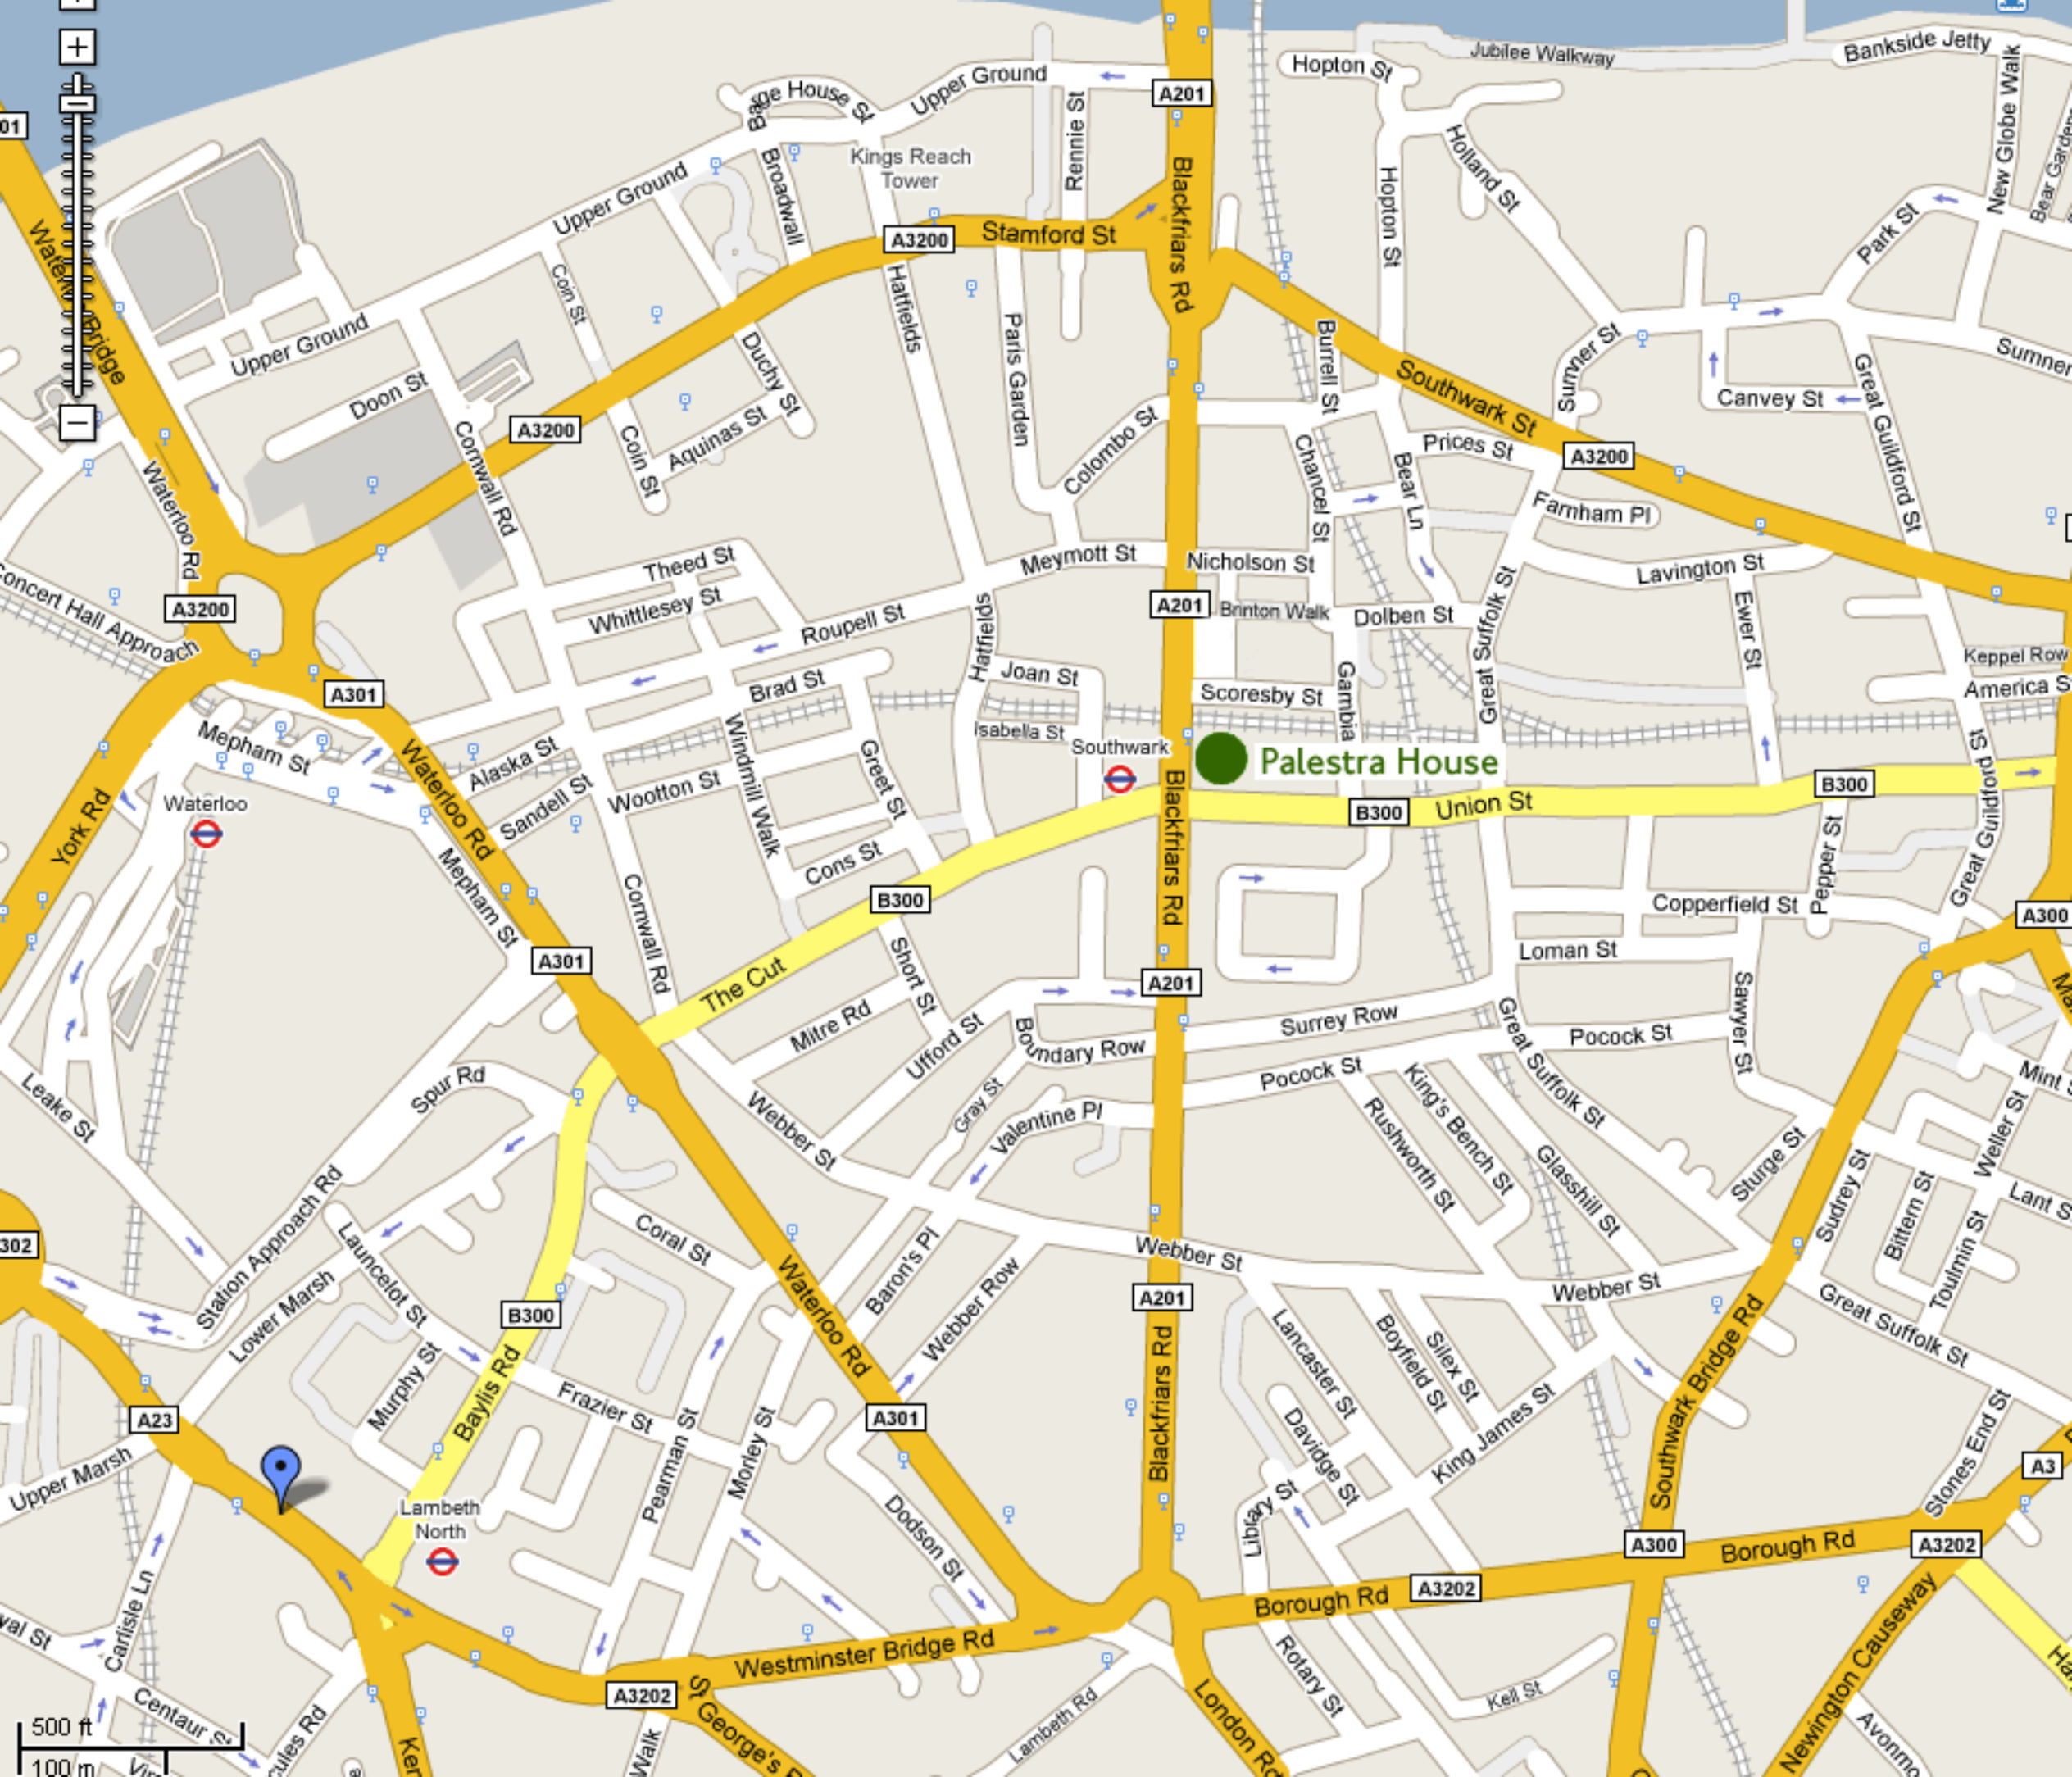 Bankside Jetty
Jubilee Walkway
Hopton St
Upper Ground
A201
Barge House St
Rennie St
New Globe Walk
Kings Reach
Tower
Broadwall
Blackfriars Rd
Hopton St
Holland St
Park St
Upper Ground
A3200
Stamford St
Coin St
Hatfields
Paris Garden
Burrell St
Sumner St
Sumner
Upper Ground
Duchy St
Doon St
Southwark St
Canvey St
Great Guildford St
A3200
Coin St
Aquinas St
Colombo St
Cornwall Rd
Prices St
A3200
Chancel St
Bear Ln
Farnham Pl
Waterloo Rd
Theed St
Meymott St
Nicholson St
Lavington St
Concert Hall Approach
A3200
Whittlesey St
Roupell St
Hatfields
A201
Brinton Walk
Dolben St
Great Suffolk St
Ewer St
Keppel Row
America S
A301
Brad St
Joan St
Scoresby St
Gambia
Mepham St
Waterloo Rd
Alaska St
Windmill Walk
Isabella St
Southwark
Palestra House
Great Guildford St
Waterloo
York Rd
Sandell St
Wootton St
Greet St
Blackfriars Rd
B300
Union St
B300
Mepham St
Cons St
Pepper St
Great Guildford St
Cornwall Rd
B300
Copperfield St
A300
A301
The Cut
Short St
A201
Loman St
Sawyer St
Mitre Rd
Ufford St
Boundary Row
Surrey Row
Great Suffolk St
Pocock St
Spur Rd
Leake St
Webber St
Gray St
Valentine Pl
Pocock St
King's Bench St
Rushworth St
Glasshill St
Sturge St
Mint S
Weller St
Sudrey St
Bittern St
Lant S
Toulmin St
302
Station Approach Rd
Launcelot St
Lower Marsh
Coral St
Baron's Pl
Webber Row
Webber St
Webber St
Great Suffolk St
B300
Waterloo Rd
A201
Lancaster St
Boyfield St
Silex St
Southwark Bridge Rd
Murphy St
Baylis Rd
Frazier St
Pearman St
Morley St
A301
Blackfriars Rd
Davidge St
King James St
Stones End St
A23
Upper Marsh
A3
Lambeth
North
Dodson St
Library St
A300
Borough Rd
A3202
Carlisle Ln
Borough Rd
A3202
Westminster Bridge Rd
A3202
St George's
Rotary St
Kell St
Newington Causeway
Centaur St
Lambeth Rd
London Rd
Avonmo
500 ft
100 m
Ken
Walk